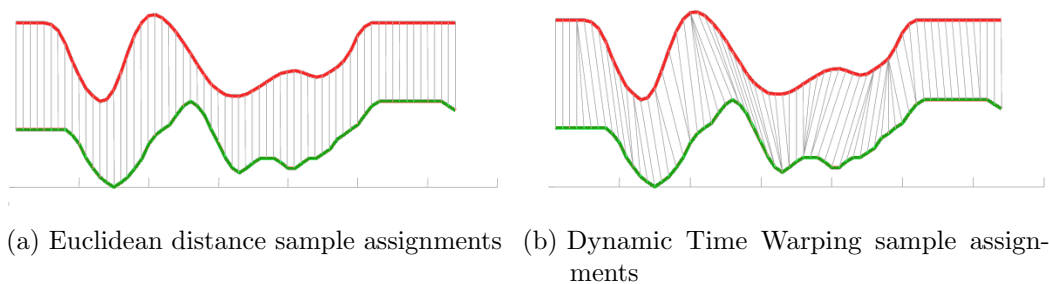 (a) Euclidean distance sample assignments
(b) Dynamic Time Warping sample assign-
ments